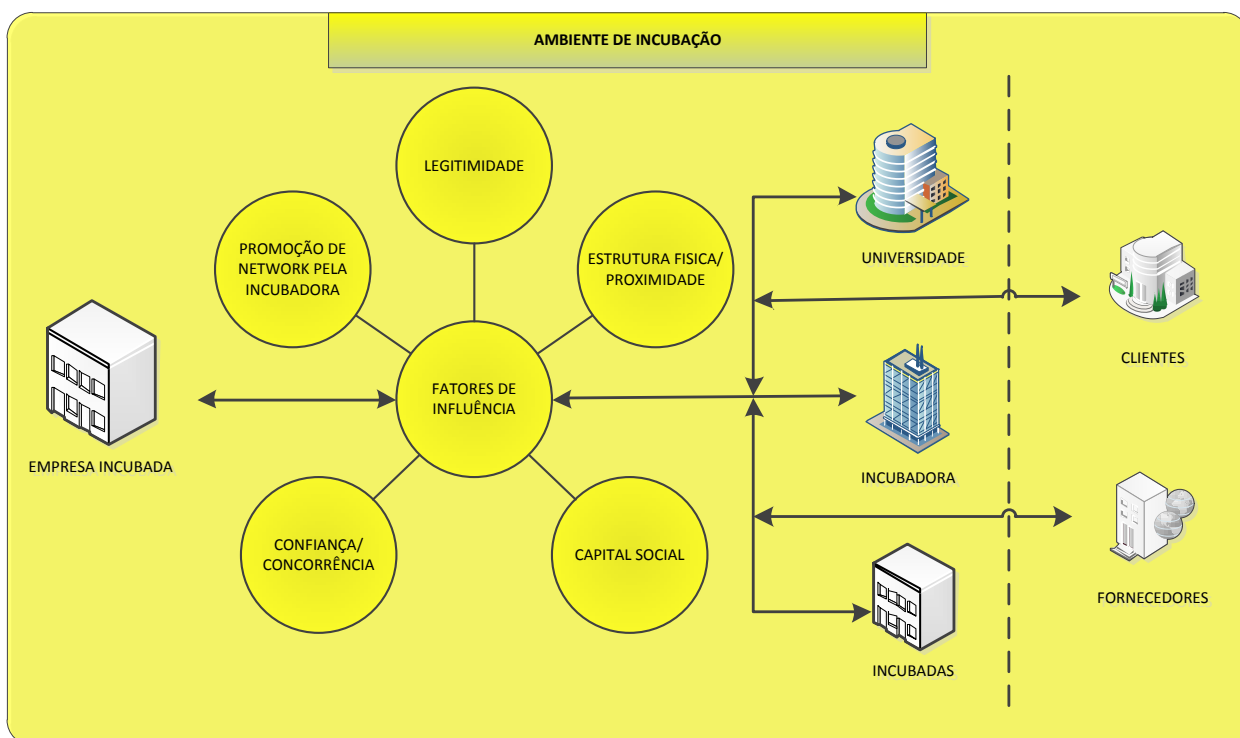 AMBIENTE DE INCUBAÇÃO
LEGITIMIDADE
PROMOÇÃO DE
NETWORK PELA
INCUBADORA
ESTRUTURA FISICA/
PROXIMIDADE
UNIVERSIDADE
CLIENTES
FATORES DE
INFLUÊNCIA
EMPRESA INCUBADA
INCUBADORA
CONFIANÇA/
CONCORRÊNCIA
CAPITAL SOCIAL
FORNECEDORES
INCUBADAS